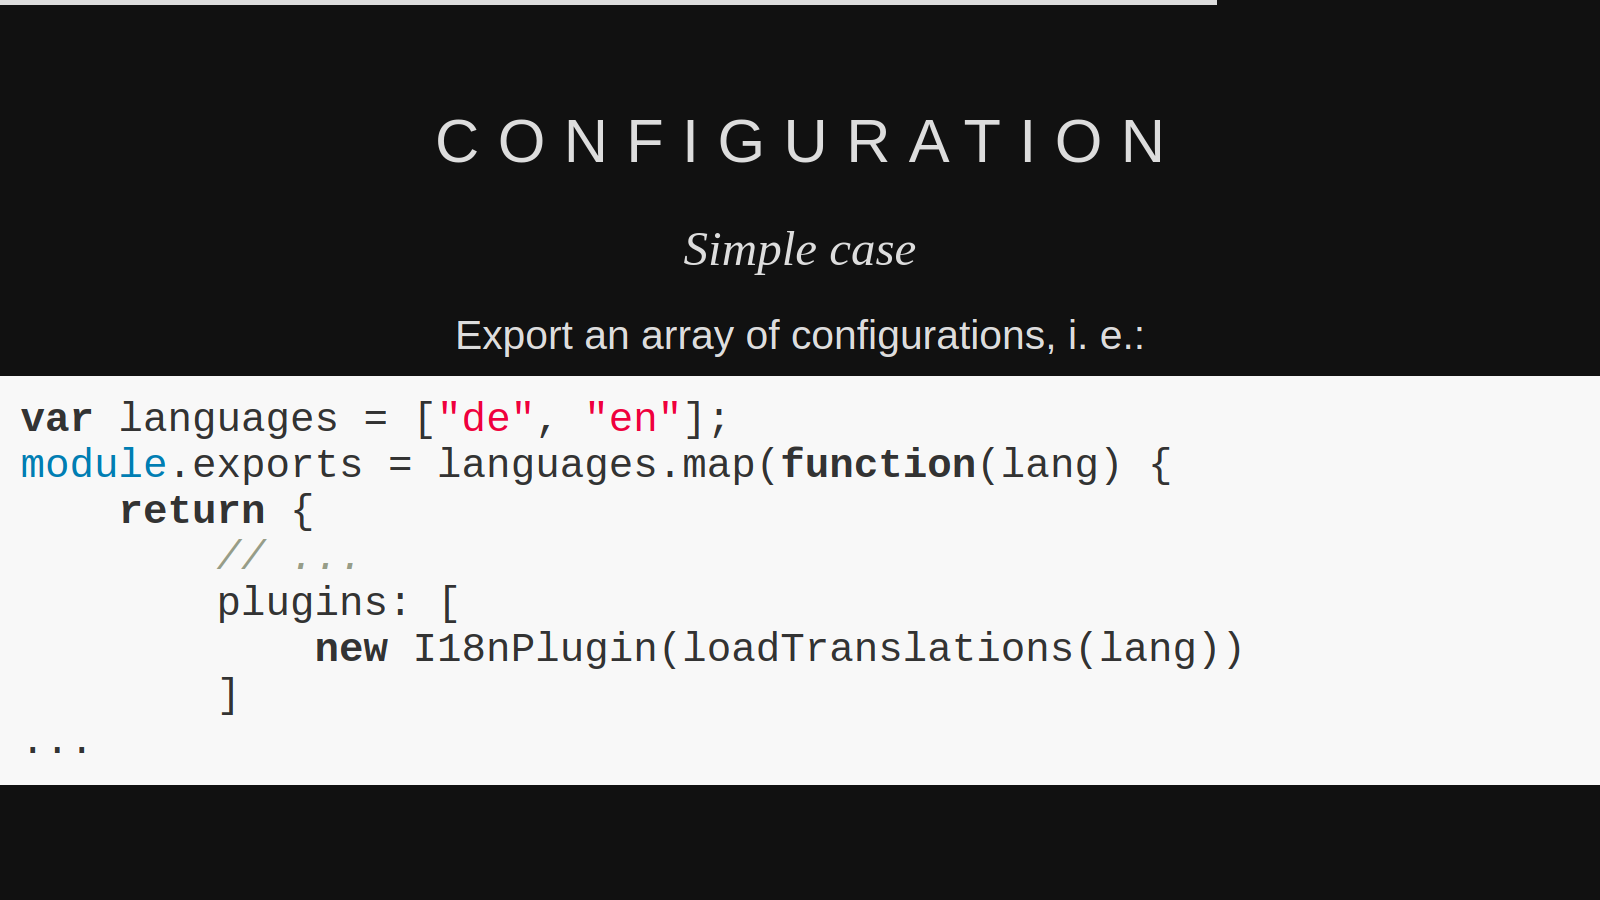 CONFIGURATION
Simple case
Export an array of configurations, i. e.:
var languages = ["de", "en"];
module.exports = languages.map(function(lang) {
    return {
        // ...
        plugins: [
            new I18nPlugin(loadTranslations(lang))
        ]
...